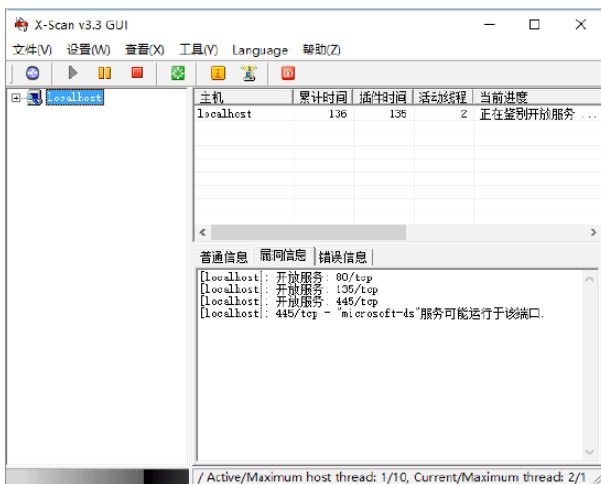 X-Scan v3.3 GUI
文件(V) 设置(W) 查看(X) 工具(Y) Language 帮助(Z)
localhost
主机 累计时间 插件时间 活动线程 当前进度
localhost 136 135 2 正在鉴别开放服务 ...
普通信息 漏洞信息 错误信息
[localhost]: 开放服务: 80/tcp
[localhost]: 开放服务: 135/tcp
[localhost]: 开放服务: 445/tcp
[localhost]: 445/tcp - "microsoft-ds"服务可能运行于该端口.
/ Active/Maximum host thread: 1/10, Current/Maximum thread: 2/1